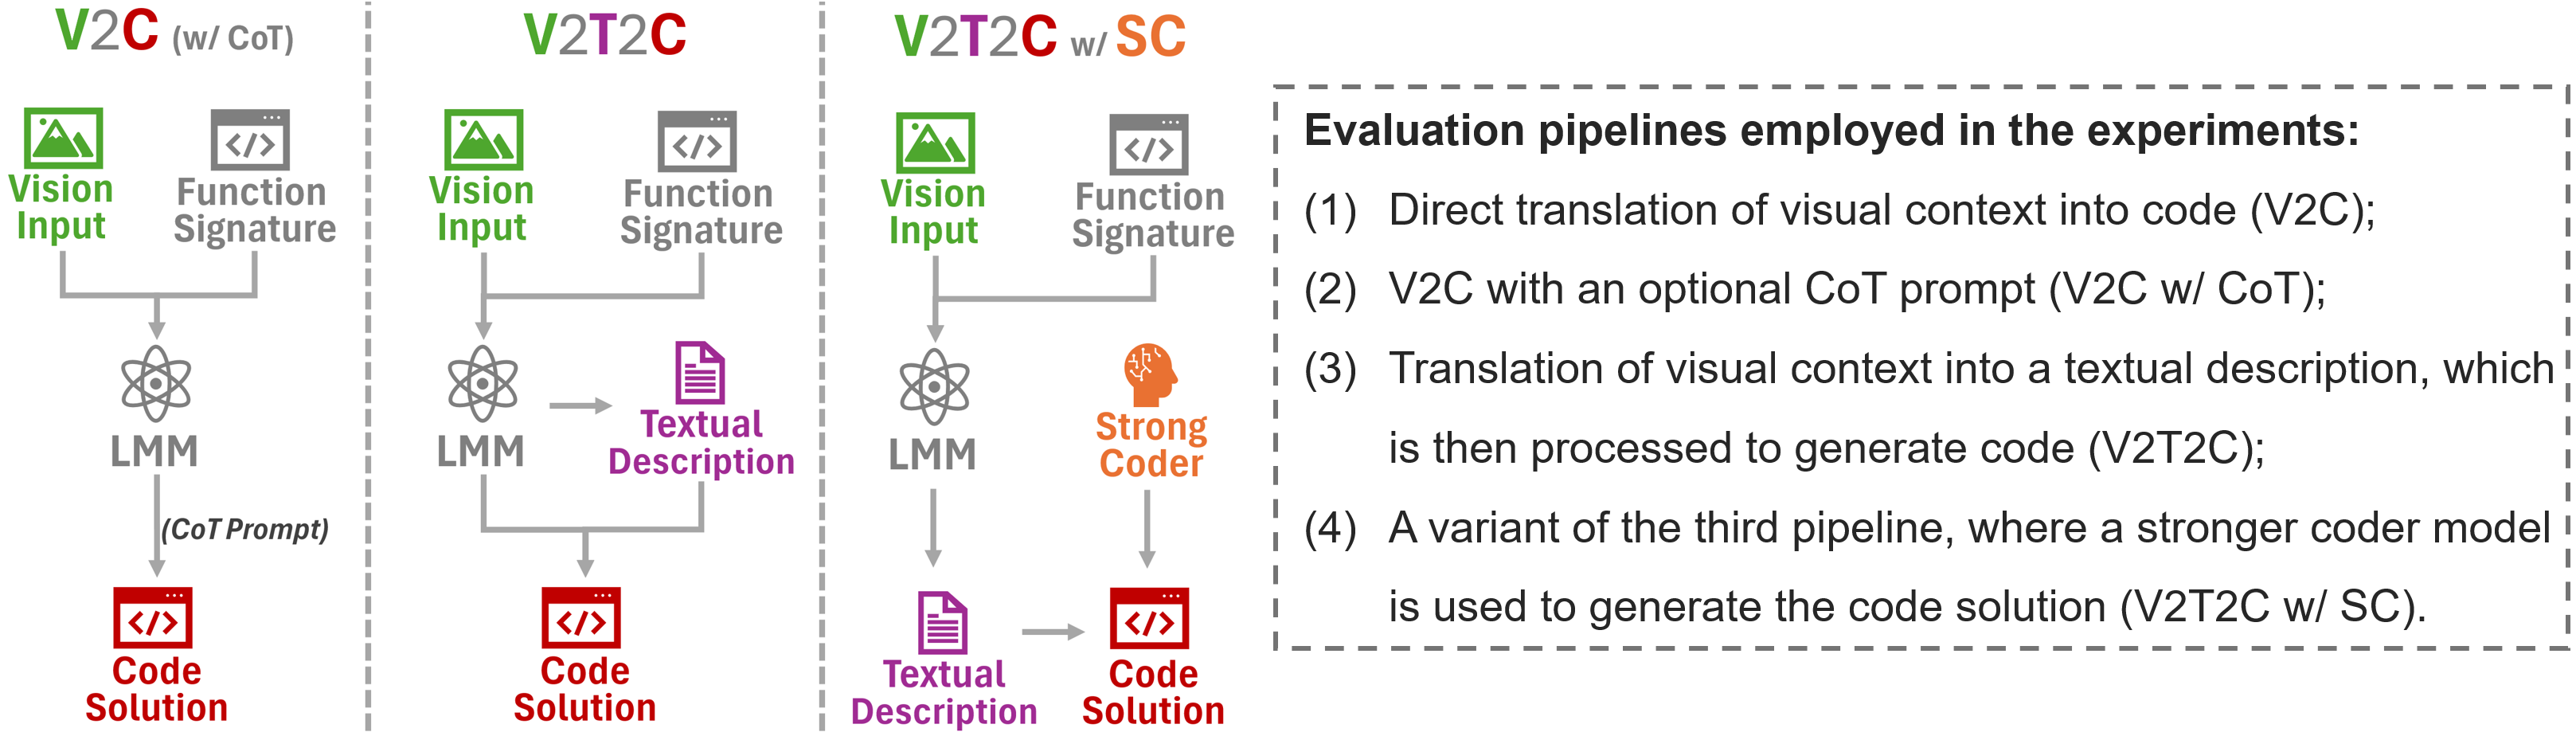 V2C (w/ CoT)
Vision
Input
Function
Signature
LMM
(CoT Prompt)
Code
Solution
V2T2C
Vision
Input
Function
Signature
LMM
Textual
Description
Code
Solution
V2T2C w/ SC
Vision
Input
Function
Signature
LMM
Strong
Coder
Textual
Description
Code
Solution
Evaluation pipelines employed in the experiments:
(1) Direct translation of visual context into code (V2C);
(2) V2C with an optional CoT prompt (V2C w/ CoT);
(3) Translation of visual context into a textual description, which
is then processed to generate code (V2T2C);
(4) A variant of the third pipeline, where a stronger coder model
is used to generate the code solution (V2T2C w/ SC).